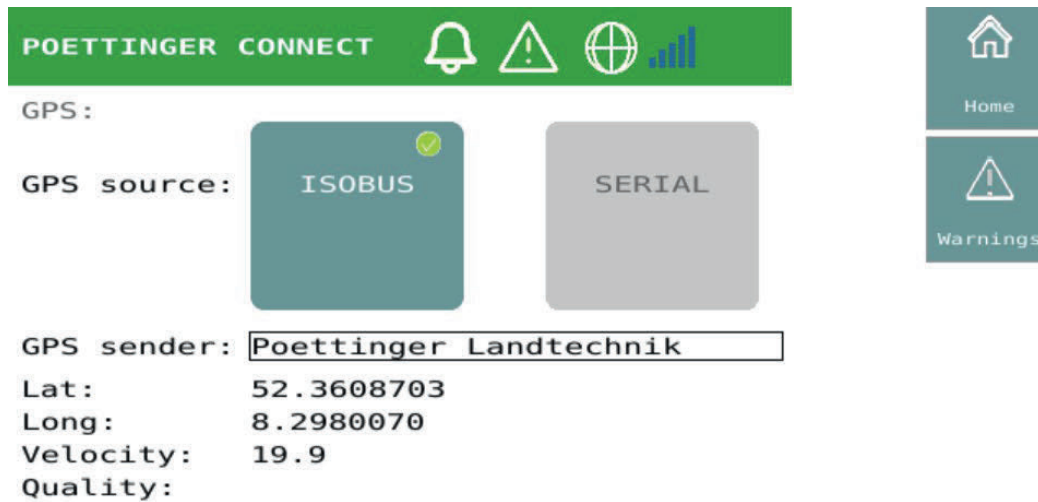 POETTINGER CONNECT
Home
GPS:
GPS source: ISOBUS SERIAL
Warnings
GPS sender: Poettinger Landtechnik
Lat: 52.3608703
Long: 8.2980070
Velocity: 19.9
Quality: